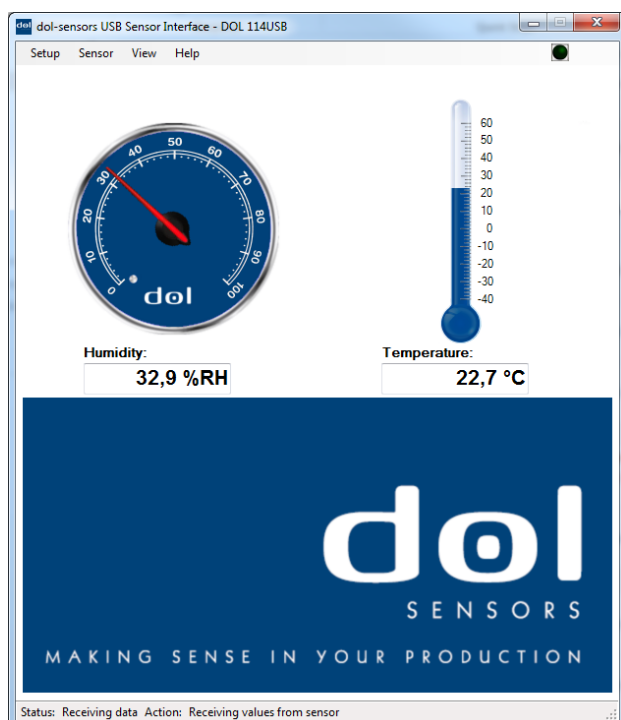 dol dol-sensors USB Sensor Interface - DOL 114USB
Setup Sensor View Help
0
10
20
30
40
50
60
70
80
90
100
dol
60
50
40
30
20
10
0
-10
-20
-30
-40
Humidity:
32,9 %RH
Temperature:
22,7 °C
dol
SENSORS
MAKING SENSE IN YOUR PRODUCTION
Status: Receiving data Action: Receiving values from sensor